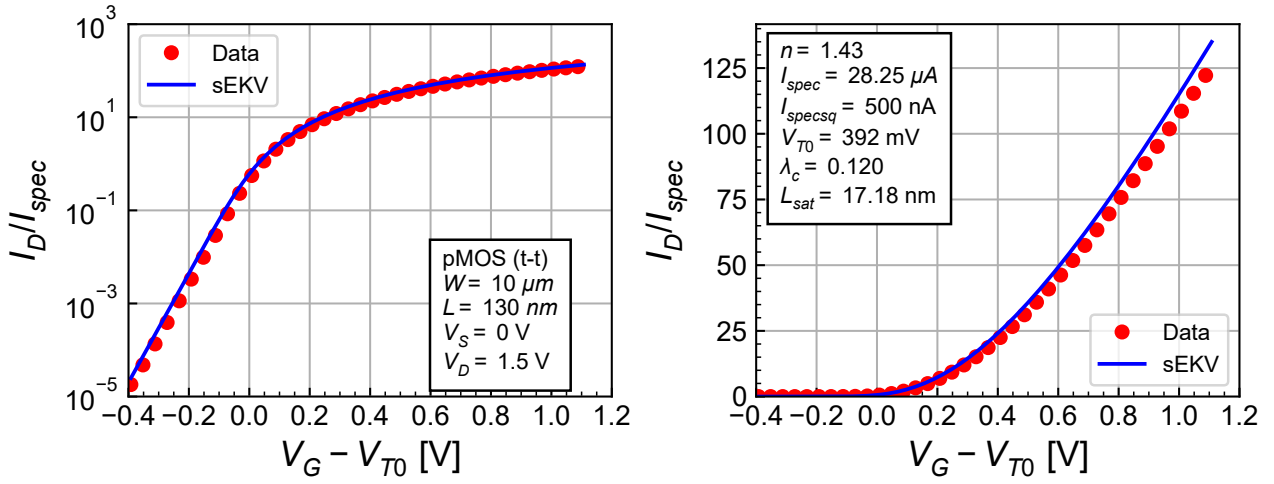 10³
10¹
10⁻¹
10⁻³
10⁻⁵
I_D/I_spec
Data
sEKV
pMOS (t-t)
W = 10 μm
L = 130 nm
V_S = 0 V
V_D = 1.5 V
−0.4 −0.2 0.0 0.2 0.4 0.6 0.8 1.0 1.2
V_G − V_T0 [V]
125
100
75
50
25
0
I_D/I_spec
n = 1.43
I_spec = 28.25 μA
I_specsq = 500 nA
V_T0 = 392 mV
λ_c = 0.120
L_sat = 17.18 nm
Data
sEKV
−0.4 −0.2 0.0 0.2 0.4 0.6 0.8 1.0 1.2
V_G − V_T0 [V]